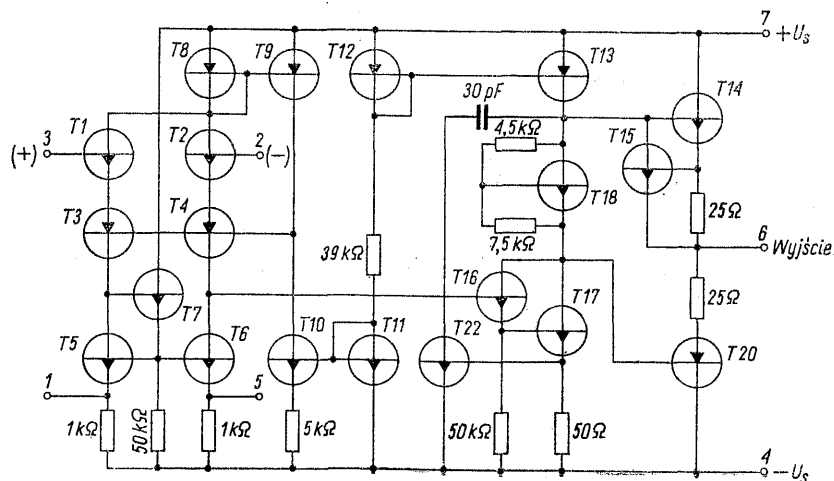 7
+Us
T8
T9
T12
T13
T14
30 pF
4,5kΩ
T15
3
(+)
T1
T2
2
(−)
T18
T3
T4
7,5 kΩ
25Ω
6
Wyjście
39 kΩ
T7
T16
T17
25Ω
T5
T6
T10
T11
T22
T20
1
5
1kΩ
50kΩ
1kΩ
5 kΩ
50 kΩ
50Ω
4
−Us